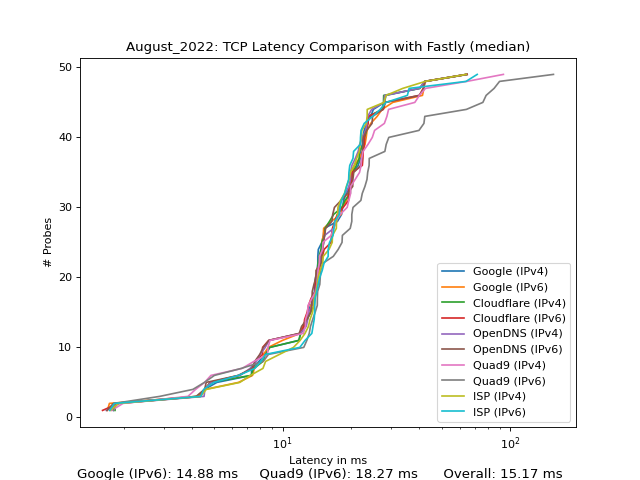 August_2022: TCP Latency Comparison with Fastly (median)
50
40
30
20
10
0
# Probes
Google (IPv4)
Google (IPv6)
Cloudflare (IPv4)
Cloudflare (IPv6)
OpenDNS (IPv4)
OpenDNS (IPv6)
Quad9 (IPv4)
Quad9 (IPv6)
ISP (IPv4)
ISP (IPv6)
10¹ 10²
Latency in ms
Google (IPv6): 14.88 ms Quad9 (IPv6): 18.27 ms Overall: 15.17 ms